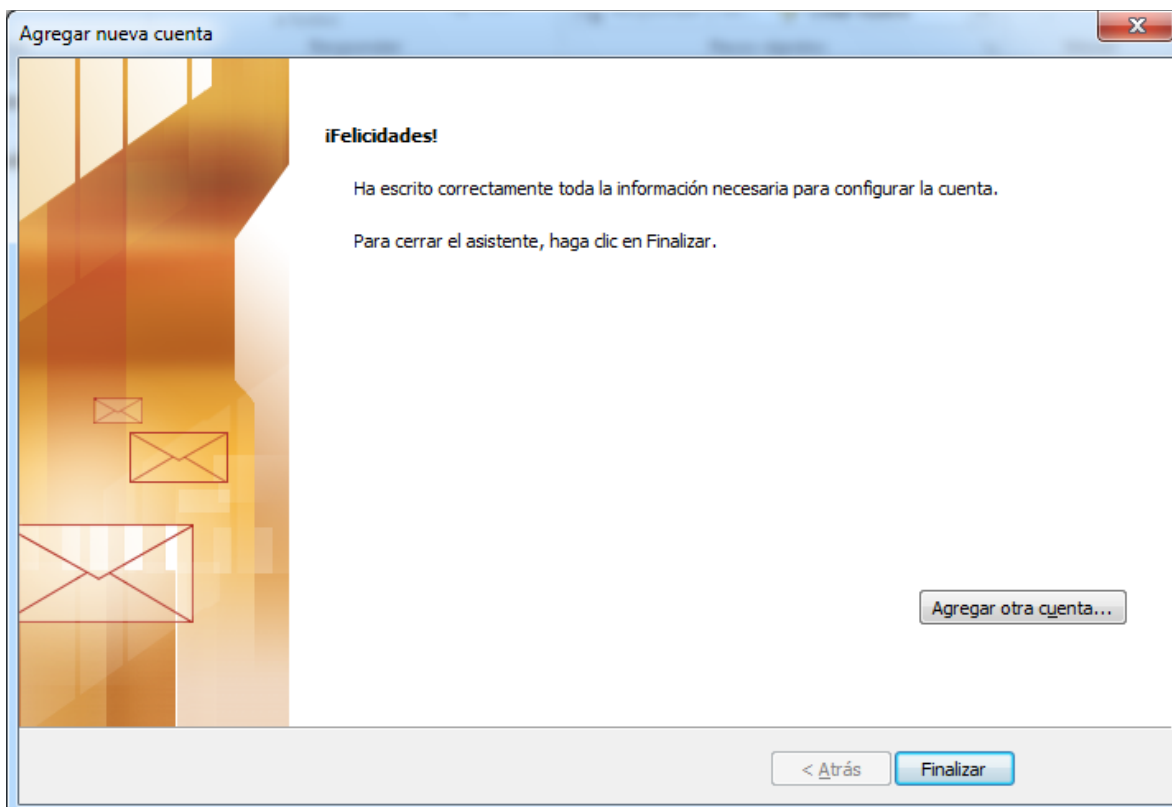 Agregar nueva cuenta
¡Felicidades!
Ha escrito correctamente toda la información necesaria para configurar la cuenta.
Para cerrar el asistente, haga clic en Finalizar.
Agregar otra cuenta...
< Atrás
Finalizar